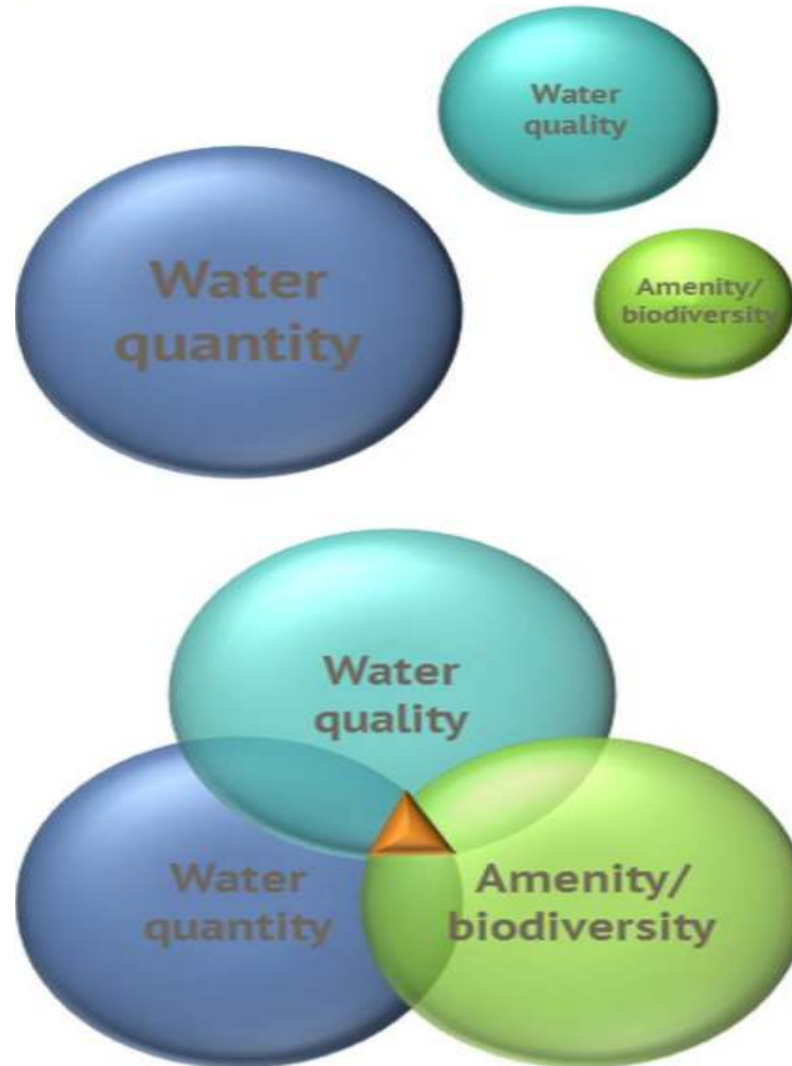 Water
quality
Water
quantity
Amenity/
biodiversity
Water
quality
Water
quantity
Amenity/
biodiversity